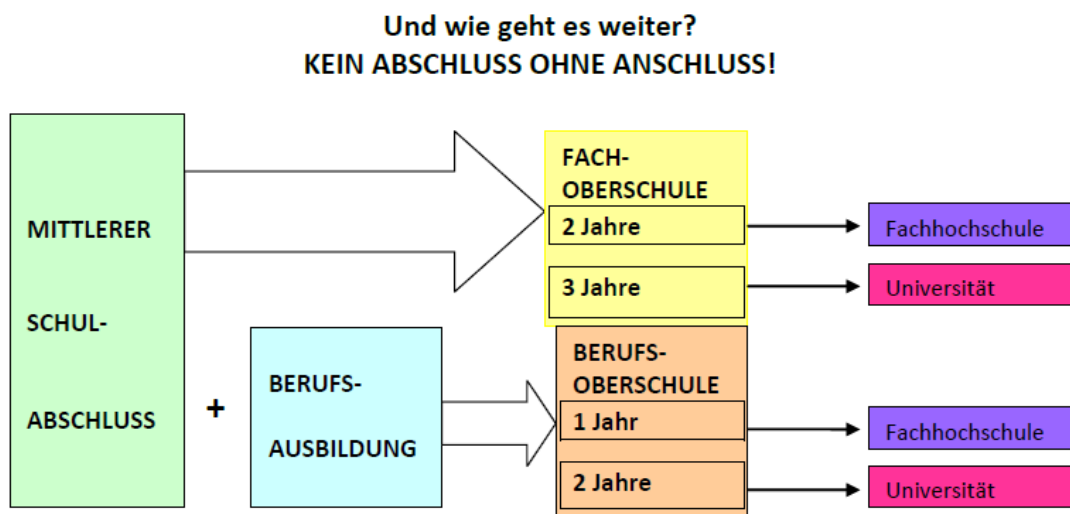 Und wie geht es weiter?
KEIN ABSCHLUSS OHNE ANSCHLUSS!
MITTLERER
SCHUL-
ABSCHLUSS
+
BERUFS-
AUSBILDUNG
FACH-
OBERSCHULE
2 Jahre
3 Jahre
Fachhochschule
Universität
BERUFS-
OBERSCHULE
1 Jahr
2 Jahre
Fachhochschule
Universität